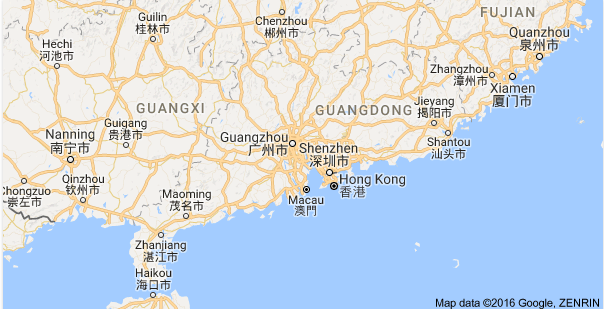 FUJIAN
Guilin
桂林市
Chenzhou
郴州市
Quanzhou
泉州市
Hechi
河池市
Zhangzhou
漳州市
Xiamen
厦门市
GUANGXI
GUANGDONG
Jieyang
揭阳市
Guigang
贵港市
Nanning
南宁市
Guangzhou
广州市
Shenzhen
深圳市
Shantou
汕头市
Chongzuo
崇左市
Qinzhou
钦州市
Maoming
茂名市
Hong Kong
香港
Macau
澳門
Zhanjiang
湛江市
Haikou
海口市
Map data ©2016 Google, ZENRIN